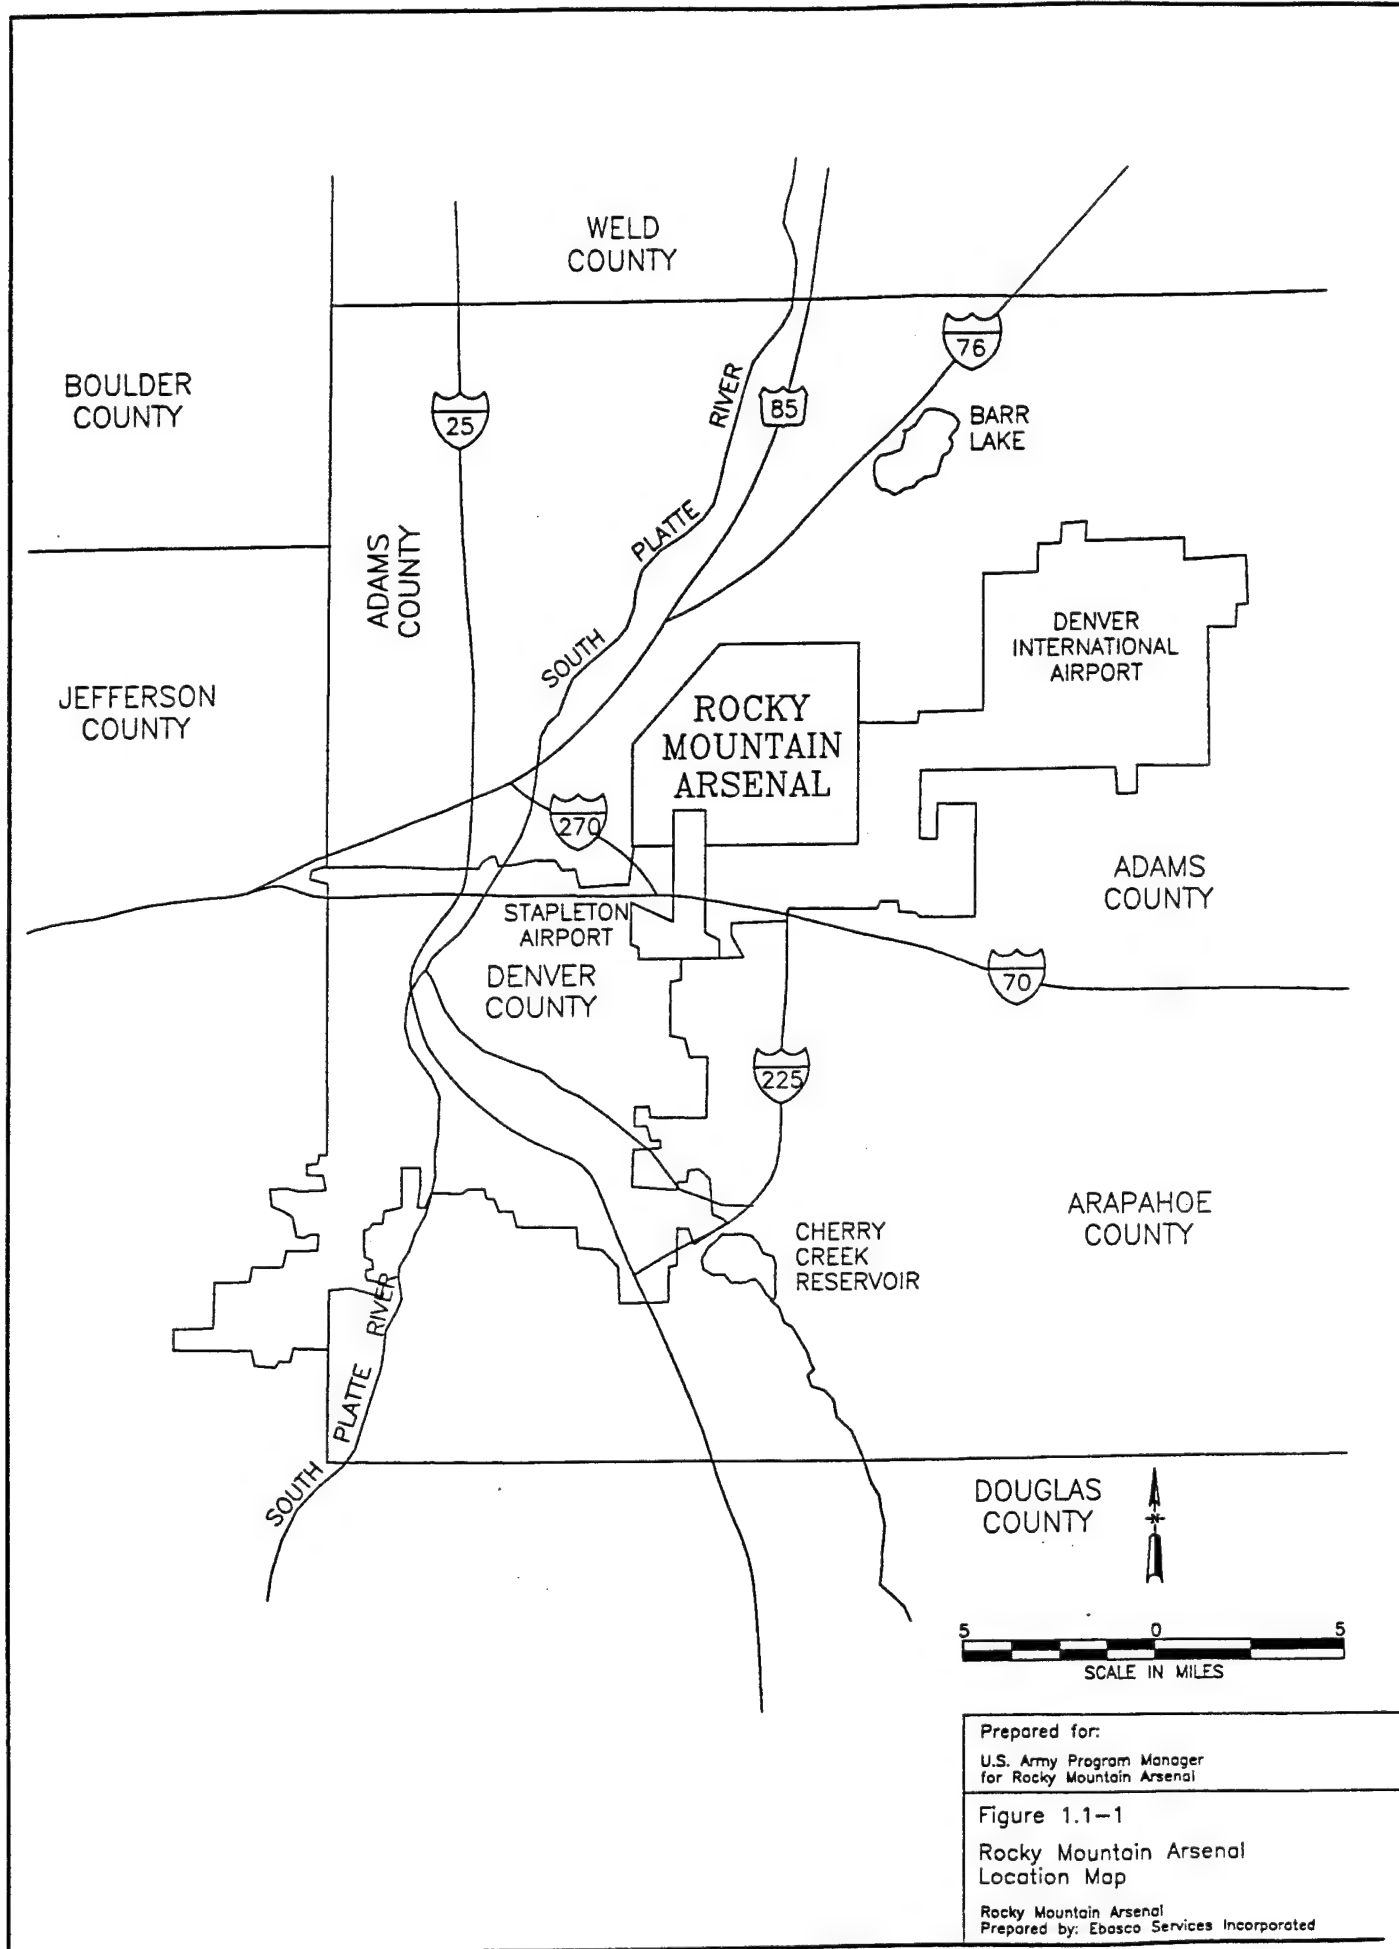 WELD
COUNTY
76
BOULDER
COUNTY
25
RIVER
85
BARR
LAKE
PLATTE
ADAMS
COUNTY
DENVER
INTERNATIONAL
AIRPORT
SOUTH
JEFFERSON
COUNTY
ROCKY
MOUNTAIN
ARSENAL
270
ADAMS
COUNTY
STAPLETON
AIRPORT
DENVER
COUNTY
70
225
ARAPAHOE
COUNTY
CHERRY
CREEK
RESERVOIR
RIVER
PLATTE
SOUTH
DOUGLAS
COUNTY
N
5 0 5
SCALE IN MILES
Prepared for:
U.S. Army Program Manager
for Rocky Mountain Arsenal
Figure 1.1-1
Rocky Mountain Arsenal
Location Map
Rocky Mountain Arsenal
Prepared by: Ebasco Services Incorporated